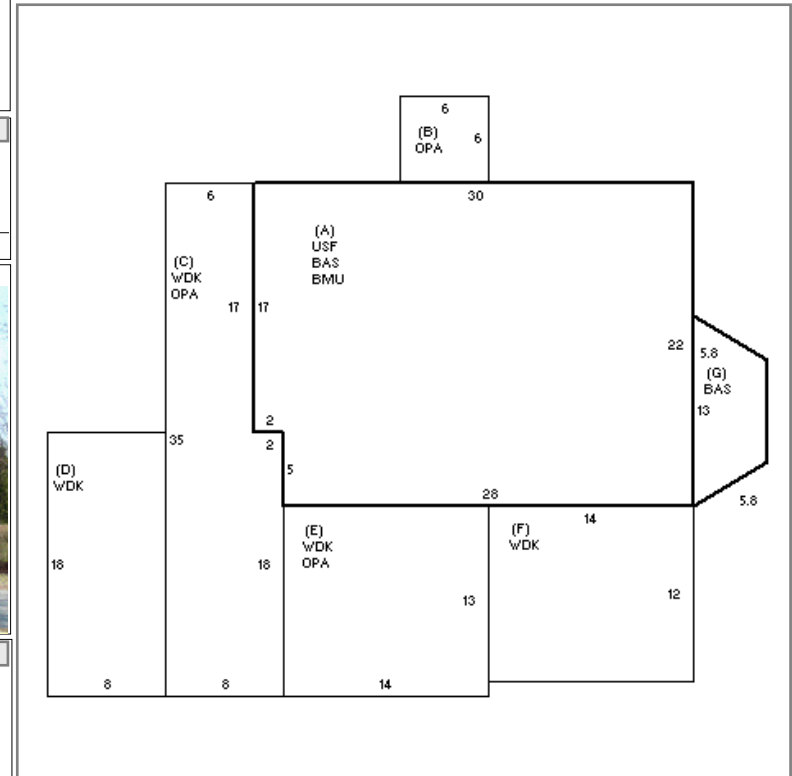 6
(B)
OPA
6
6
30
(A)
USF
BAS
BMU
(C)
WDK
OPA
17
17
22
5.8
(G)
BAS
13
2
2
35
5
(D)
WDK
28
5.8
14
(E)
WDK
OPA
(F)
WDK
18
18
13
12
8
8
14